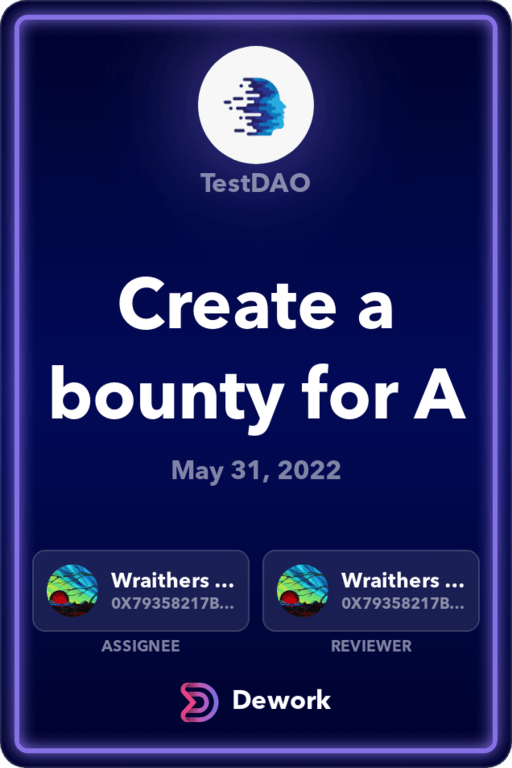 TestDAO
Create a
bounty for A
May 31, 2022
Wraithers ...
0X79358217B...
ASSIGNEE
Wraithers ...
0X79358217B...
REVIEWER
Dework